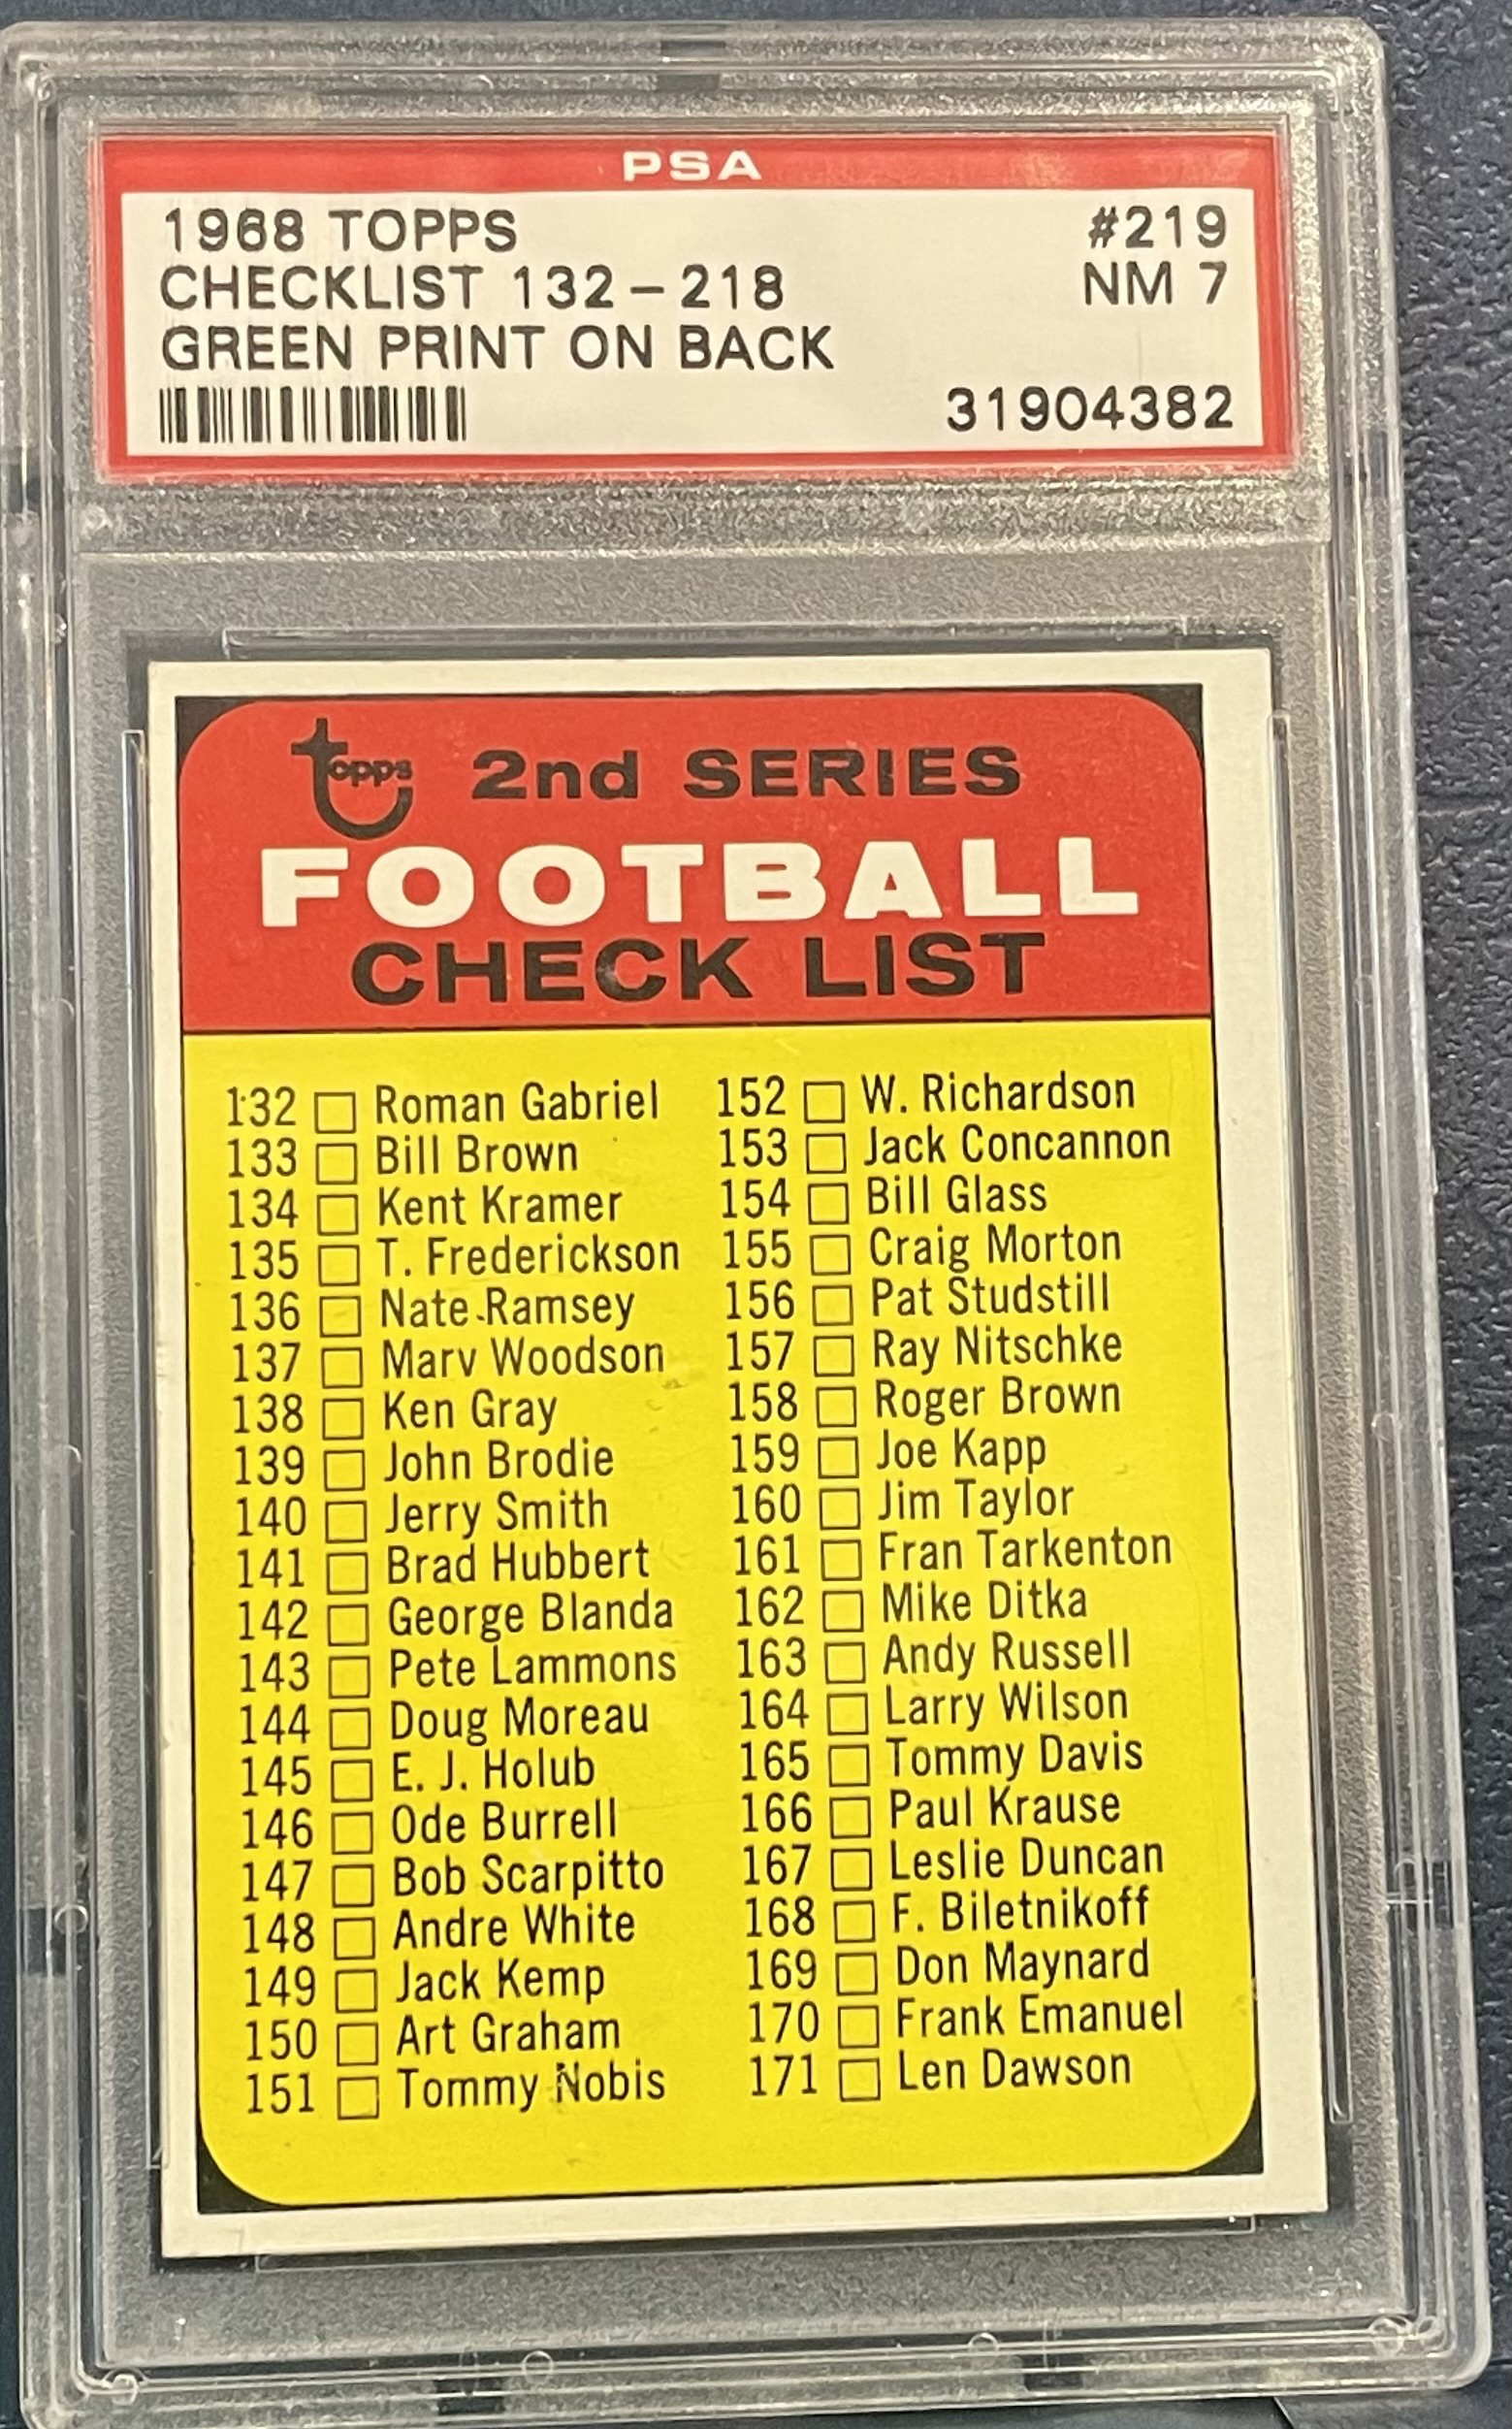 PSA
1968 TOPPS #219
CHECKLIST 132-218 NM 7
GREEN PRINT ON BACK
31904382
Topps 2nd SERIES
FOOTBALL
CHECK LIST
132 Roman Gabriel
133 Bill Brown
134 Kent Kramer
135 T. Frederickson
136 Nate Ramsey
137 Marv Woodson
138 Ken Gray
139 John Brodie
140 Jerry Smith
141 Brad Hubbert
142 George Blanda
143 Pete Lammons
144 Doug Moreau
145 E. J. Holub
146 Ode Burrell
147 Bob Scarpitto
148 Andre White
149 Jack Kemp
150 Art Graham
151 Tommy Nobis
152 W. Richardson
153 Jack Concannon
154 Bill Glass
155 Craig Morton
156 Pat Studstill
157 Ray Nitschke
158 Roger Brown
159 Joe Kapp
160 Jim Taylor
161 Fran Tarkenton
162 Mike Ditka
163 Andy Russell
164 Larry Wilson
165 Tommy Davis
166 Paul Krause
167 Leslie Duncan
168 F. Biletnikoff
169 Don Maynard
170 Frank Emanuel
171 Len Dawson